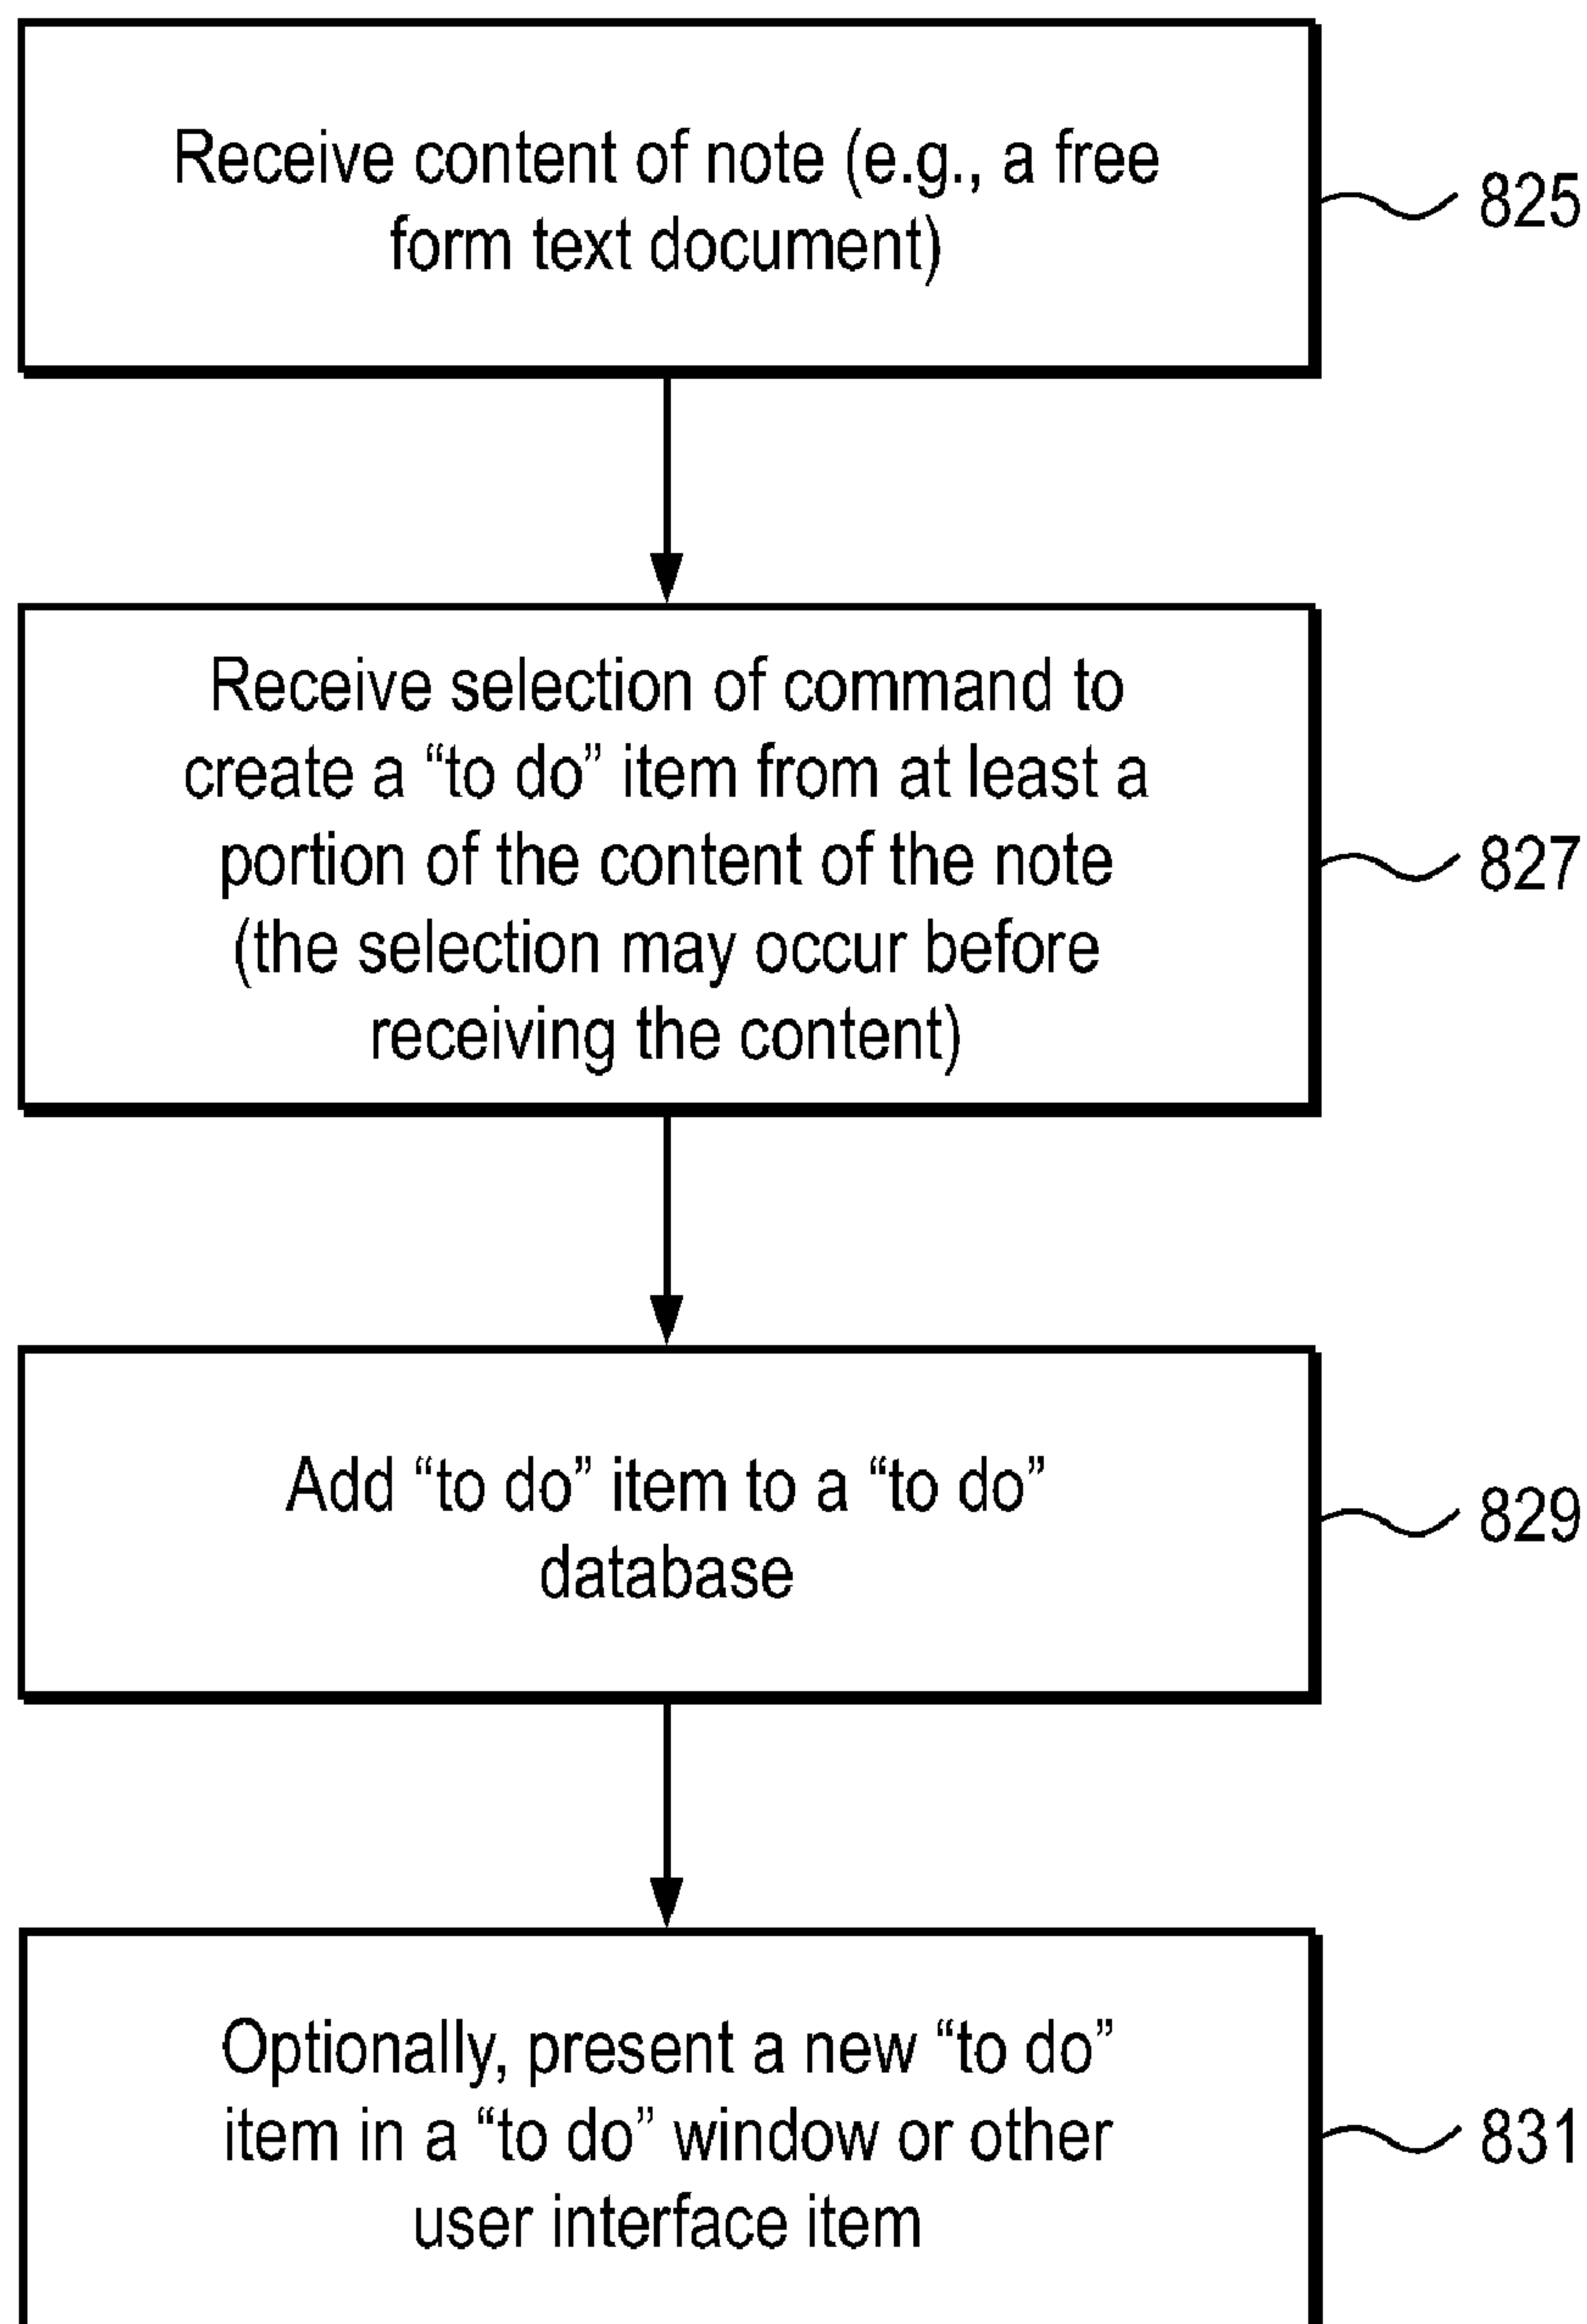 Receive content of note (e.g., a free
form text document)
825
Receive selection of command to
create a “to do” item from at least a
portion of the content of the note
(the selection may occur before
receiving the content)
827
Add “to do” item to a “to do”
database
829
Optionally, present a new “to do”
item in a “to do” window or other
user interface item
831